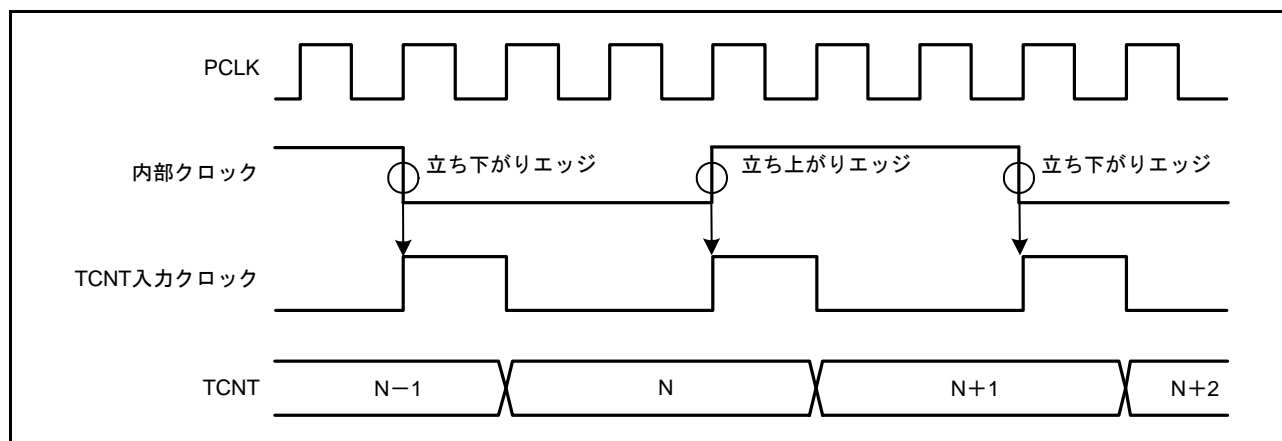 PCLK
内部クロック
立ち下がりエッジ
立ち上がりエッジ
立ち下がりエッジ
TCNT入力クロック
TCNT
N－1
N
N＋1
N＋2